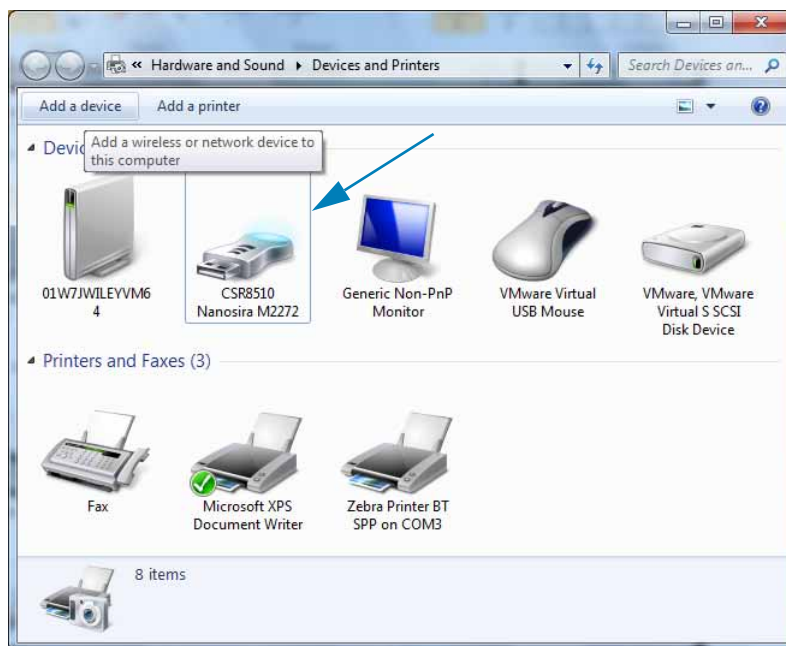 « Hardware and Sound ▸ Devices and Printers
Search Devices an...
Add a device Add a printer
Add a wireless or network device to
this computer
Devic
01W7JWILEYVM6
4
CSR8510
Nanosira M2272
Generic Non-PnP
Monitor
VMware Virtual
USB Mouse
VMware, VMware
Virtual S SCSI
Disk Device
Printers and Faxes (3)
Fax
Microsoft XPS
Document Writer
Zebra Printer BT
SPP on COM3
8 items